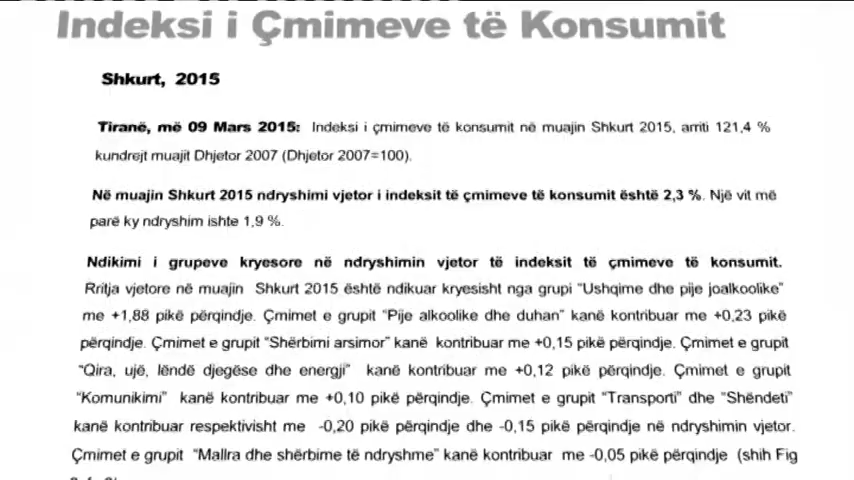 Indeksi i Çmimeve të Konsumit
Shkurt, 2015
Tiranë, më 09 Mars 2015: Indeksi i çmimeve të konsumit në muajin Shkurt 2015, arriti 121,4 %
kundrejt muajit Dhjetor 2007 (Dhjetor 2007=100).
Në muajin Shkurt 2015 ndryshimi vjetor i indeksit të çmimeve të konsumit është 2,3 %. Një vit më
parë ky ndryshim ishte 1,9 %.
Ndikimi i grupeve kryesore në ndryshimin vjetor të indeksit të çmimeve të konsumit.
Rritja vjetore në muajin Shkurt 2015 është ndikuar kryesisht nga grupi “Ushqime dhe pije joalkoolike”
me +1,88 pikë përqindje. Çmimet e grupit “Pije alkoolike dhe duhan” kanë kontribuar me +0,23 pikë
përqindje. Çmimet e grupit “Shërbimi arsimor” kanë kontribuar me +0,15 pikë përqindje. Çmimet e grupit
“Qira, ujë, lëndë djegëse dhe energji” kanë kontribuar me +0,12 pikë përqindje. Çmimet e grupit
“Komunikimi” kanë kontribuar me +0,10 pikë përqindje. Çmimet e grupit “Transporti” dhe “Shëndeti”
kanë kontribuar respektivisht me -0,20 pikë përqindje dhe -0,15 pikë përqindje në ndryshimin vjetor.
Çmimet e grupit “Mallra dhe shërbime të ndryshme” kanë kontribuar me -0,05 pikë përqindje (shih Fig